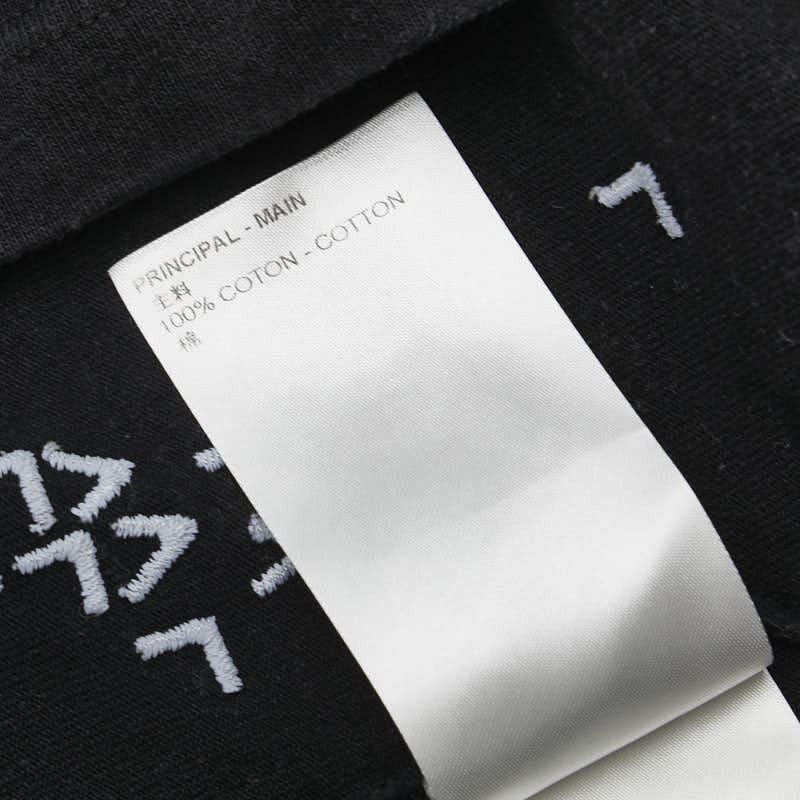 PRINCIPAL - MAIN
主料
100% COTON - COTTON
棉